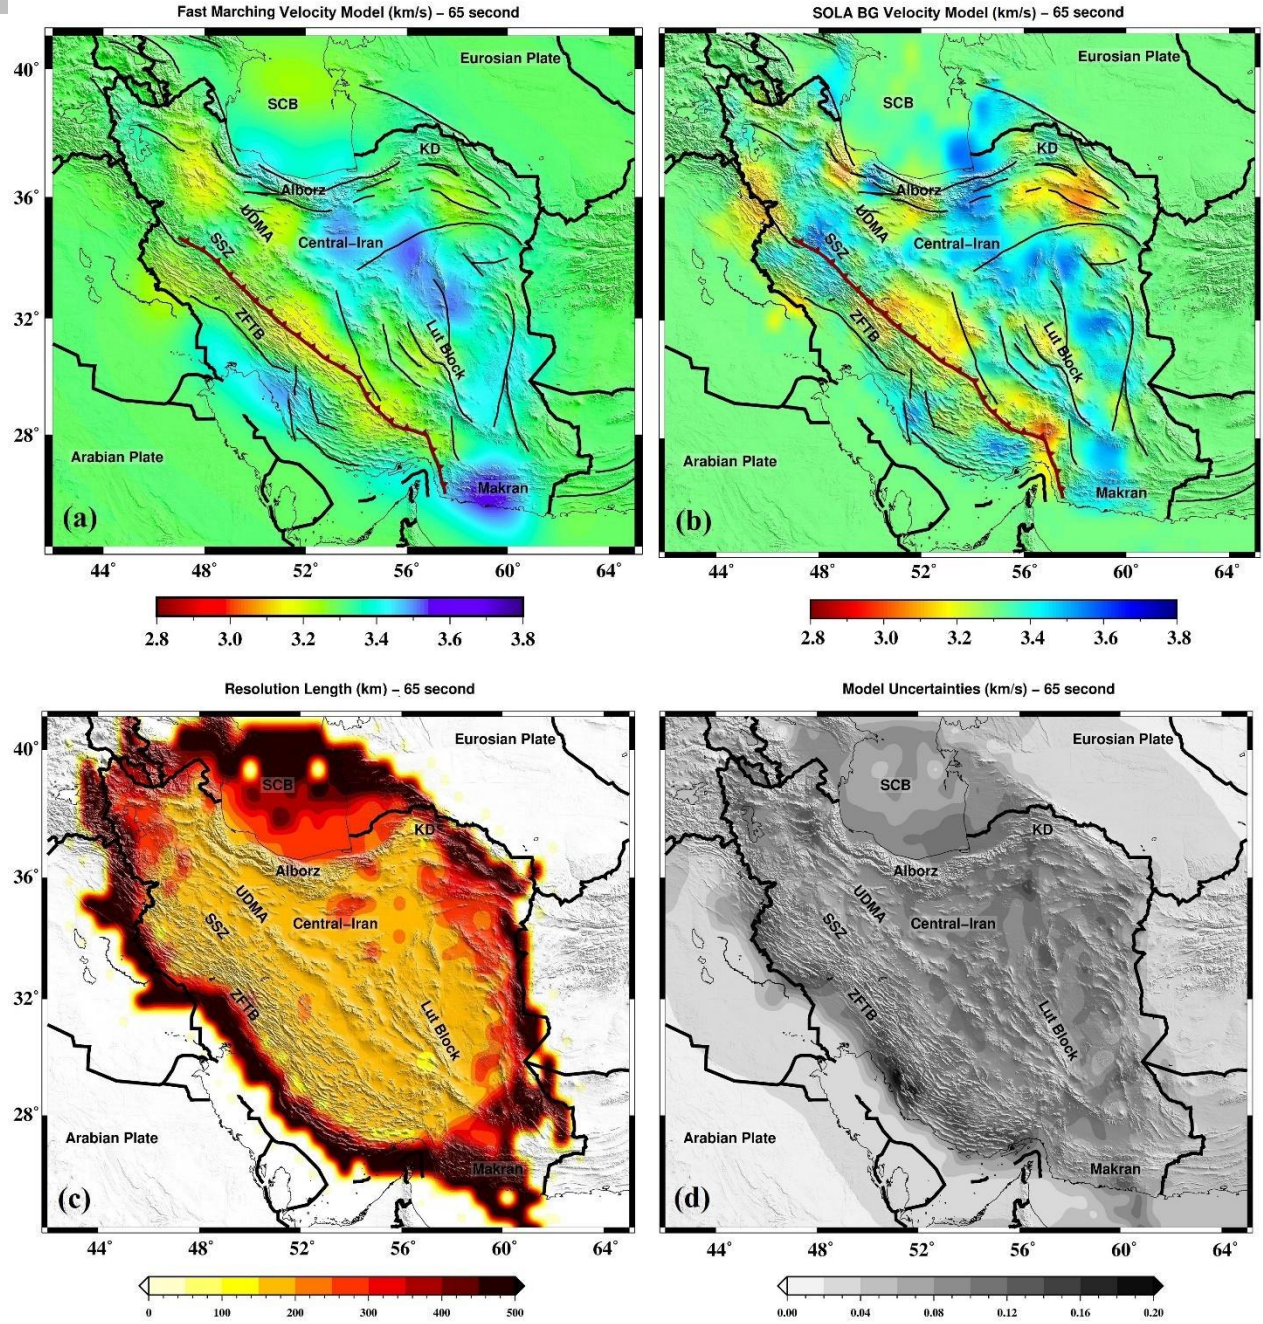 Fast Marching Velocity Model (km/s) – 65 second
40°
36°
32°
28°
Eurosian Plate
SCB
KD
Alborz
UDMA
SSZ
Central–Iran
ZFTB
Lut Block
Arabian Plate
Makran
(a)
44° 48° 52° 56° 60° 64°
2.8 3.0 3.2 3.4 3.6 3.8
SOLA BG Velocity Model (km/s) – 65 second
40°
36°
32°
28°
Eurosian Plate
SCB
KD
Alborz
UDMA
SSZ
Central–Iran
ZFTB
Lut Block
Arabian Plate
Makran
(b)
44° 48° 52° 56° 60° 64°
2.8 3.0 3.2 3.4 3.6 3.8
Resolution Length (km) – 65 second
40°
36°
32°
28°
Eurosian Plate
SCB
KD
Alborz
UDMA
SSZ
Central–Iran
ZFTB
Lut Block
Arabian Plate
Makran
(c)
44° 48° 52° 56° 60° 64°
0 100 200 300 400 500
Model Uncertainties (km/s) – 65 second
40°
36°
32°
28°
Eurosian Plate
SCB
KD
Alborz
UDMA
SSZ
Central–Iran
ZFTB
Lut Block
Arabian Plate
Makran
(d)
44° 48° 52° 56° 60° 64°
0.00 0.04 0.08 0.12 0.16 0.20